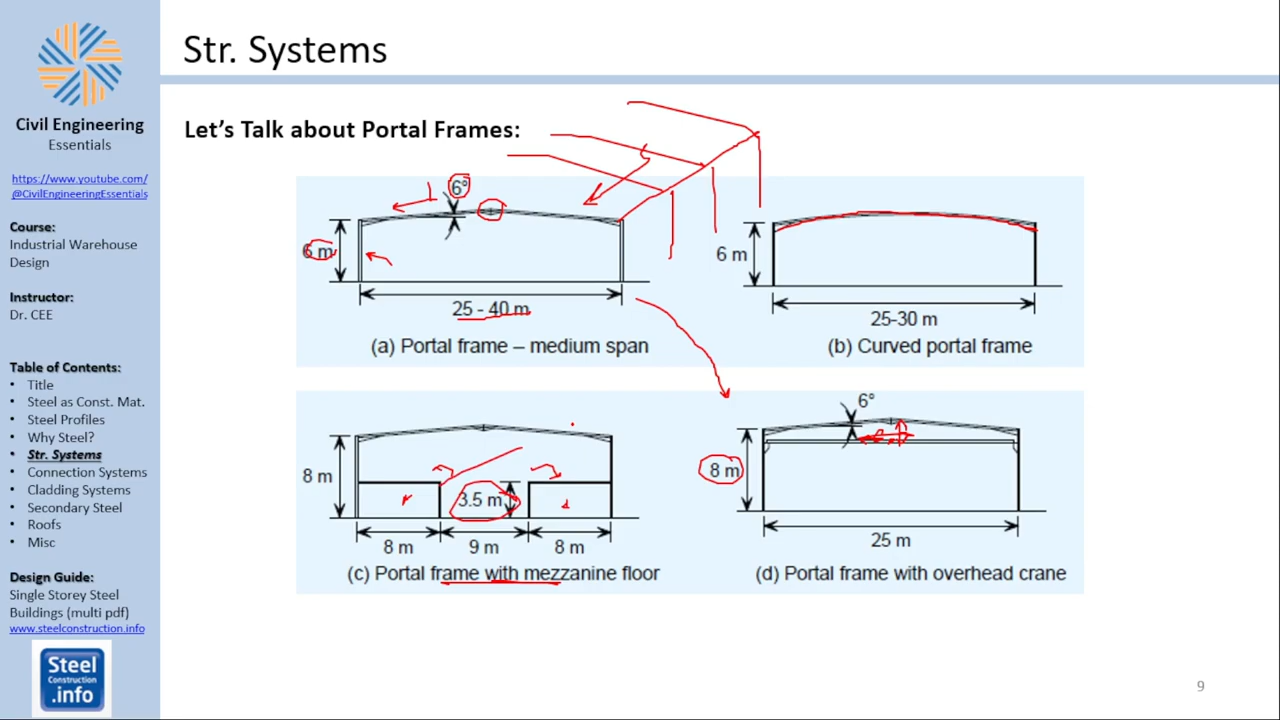 Civil Engineering
Essentials
https://www.youtube.com/
@CivilEngineeringEssentials
Course:
Industrial Warehouse
Design
Instructor:
Dr. CEE
Table of Contents:
• Title
• Steel as Const. Mat.
• Steel Profiles
• Why Steel?
• Str. Systems
• Connection Systems
• Cladding Systems
• Secondary Steel
• Roofs
• Misc
Design Guide:
Single Storey Steel
Buildings (multi pdf)
www.steelconstruction.info
Steel
Construction
.info
Str. Systems
Let's Talk about Portal Frames:
6°
6 m
25 - 40 m
(a) Portal frame – medium span
6 m
25-30 m
(b) Curved portal frame
8 m
3.5 m
8 m
9 m
8 m
(c) Portal frame with mezzanine floor
6°
8 m
25 m
(d) Portal frame with overhead crane
9